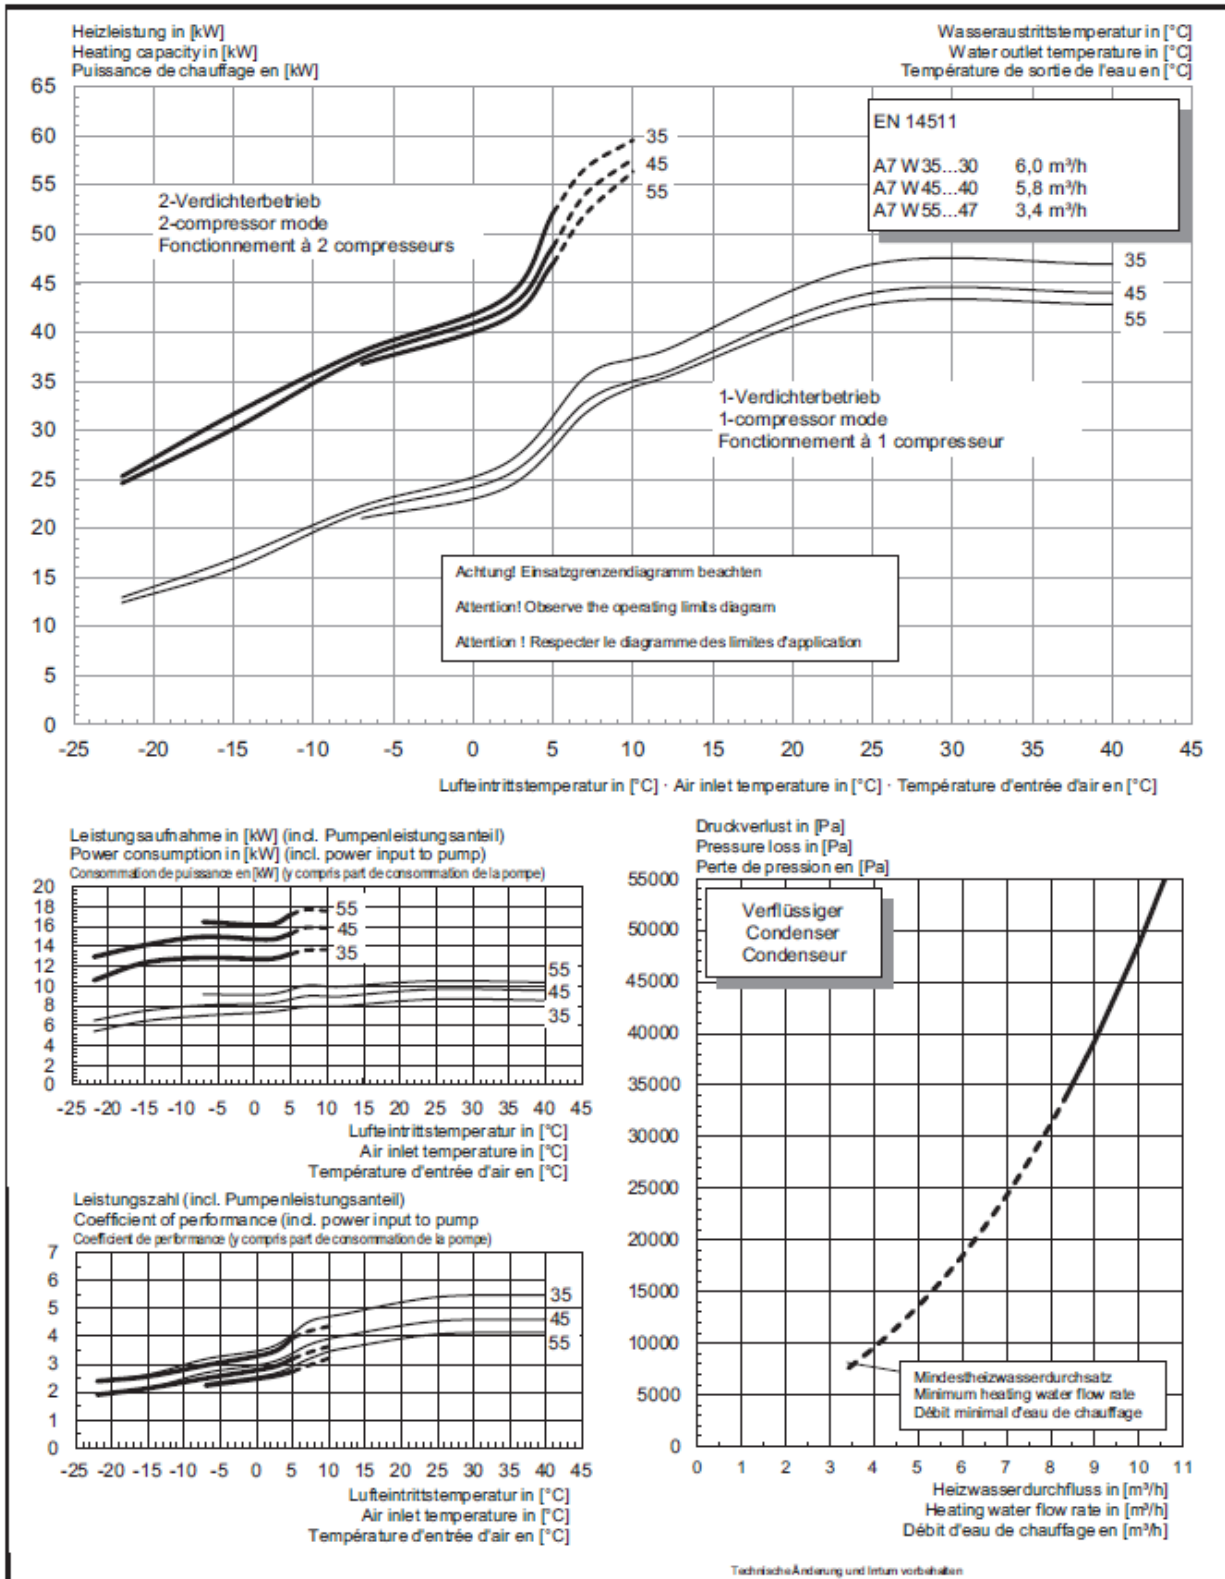 Heizleistung in [kW]
Heating capacity in [kW]
Puissance de chauffage en [kW]
Wasseraustrittstemperatur in [°C]
Water outlet temperature in [°C]
Température de sortie de l'eau en [°C]
65
60
55
50
45
40
35
30
25
20
15
10
5
0
-25 -20 -15 -10 -5 0 5 10 15 20 25 30 35 40 45
2-Verdichterbetrieb
2-compressor mode
Fonctionnement à 2 compresseurs
35
45
55
EN 14511
A7 W35...30 6,0 m³/h
A7 W45...40 5,8 m³/h
A7 W55...47 3,4 m³/h
35
45
55
1-Verdichterbetrieb
1-compressor mode
Fonctionnement à 1 compresseur
Achtung! Einsatzgrenzendiagramm beachten
Attention! Observe the operating limits diagram
Attention ! Respecter le diagramme des limites d'application
Lufteintrittstemperatur in [°C] · Air inlet temperature in [°C] · Température d'entrée d'air en [°C]
Leistungsaufnahme in [kW] (incl. Pumpenleistungsanteil)
Power consumption in [kW] (incl. power input to pump)
Consommation de puissance en [kW] (y compris part de consommation de la pompe)
20
18
16
14
12
10
8
6
4
2
0
55
45
35
55
45
35
-25 -20 -15 -10 -5 0 5 10 15 20 25 30 35 40 45
Lufteintrittstemperatur in [°C]
Air inlet temperature in [°C]
Température d'entrée d'air en [°C]
Leistungszahl (incl. Pumpenleistungsanteil)
Coefficient of performance (incl. power input to pump
Coefficient de performance (y compris part de consommation de la pompe)
7
6
5
4
3
2
1
0
35
45
55
-25 -20 -15 -10 -5 0 5 10 15 20 25 30 35 40 45
Lufteintrittstemperatur in [°C]
Air inlet temperature in [°C]
Température d'entrée d'air en [°C]
Druckverlust in [Pa]
Pressure loss in [Pa]
Perte de pression en [Pa]
55000
50000
45000
40000
35000
30000
25000
20000
15000
10000
5000
0
Verflüssiger
Condenser
Condenseur
Mindestheizwasserdurchsatz
Minimum heating water flow rate
Débit minimal d'eau de chauffage
0 1 2 3 4 5 6 7 8 9 10 11
Heizwasserdurchfluss in [m³/h]
Heating water flow rate in [m³/h]
Débit d'eau de chauffage en [m³/h]
Technische Änderung und Irrtum vorbehalten